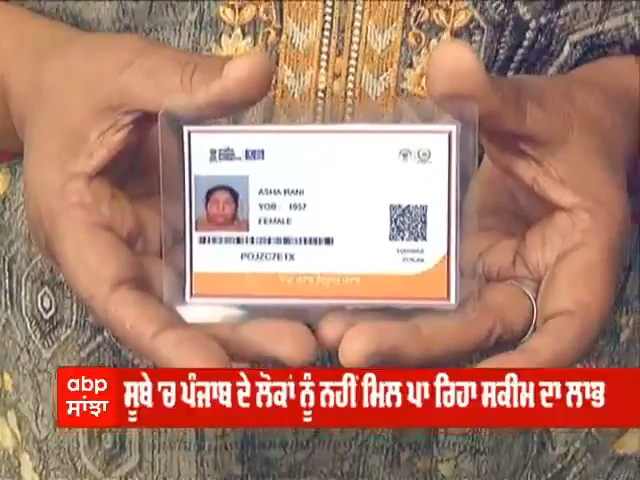 ASHA RANI
YOB : 1957
FEMALE
POJZC7E1X
abp
ਸਾਂਝਾ
ਸੂਬੇ 'ਚ ਪੰਜਾਬ ਦੇ ਲੋਕਾਂ ਨੂੰ ਨਹੀਂ ਮਿਲ ਪਾ ਰਿਹਾ ਸਕੀਮ ਦਾ ਲਾਭ